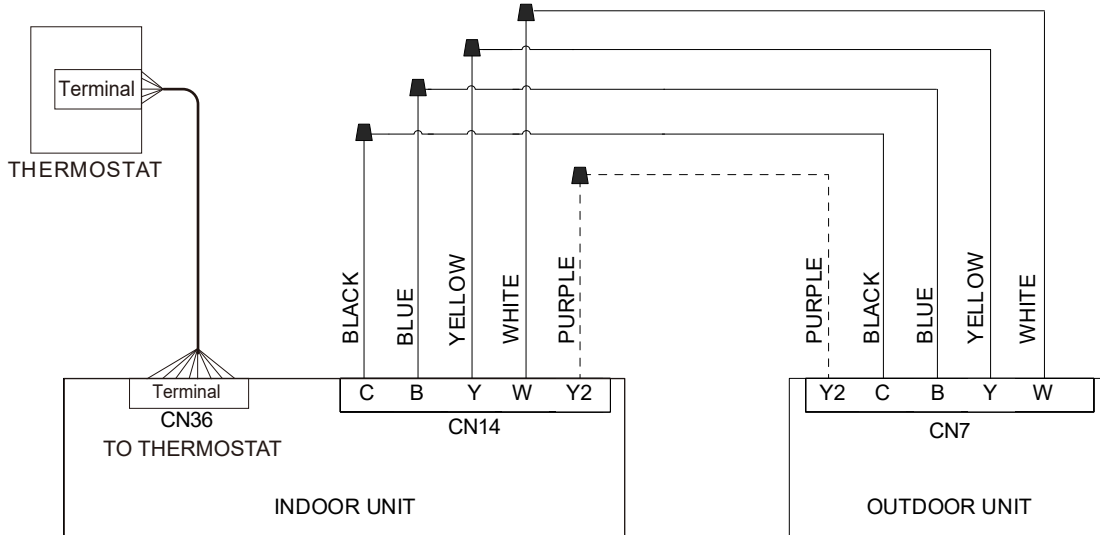 Terminal
THERMOSTAT
BLACK
BLUE
YELLOW
WHITE
PURPLE
PURPLE
BLACK
BLUE
YELLOW
WHITE
Terminal
C B Y W Y2
Y2 C B Y W
CN36
CN14
CN7
TO THERMOSTAT
INDOOR UNIT
OUTDOOR UNIT